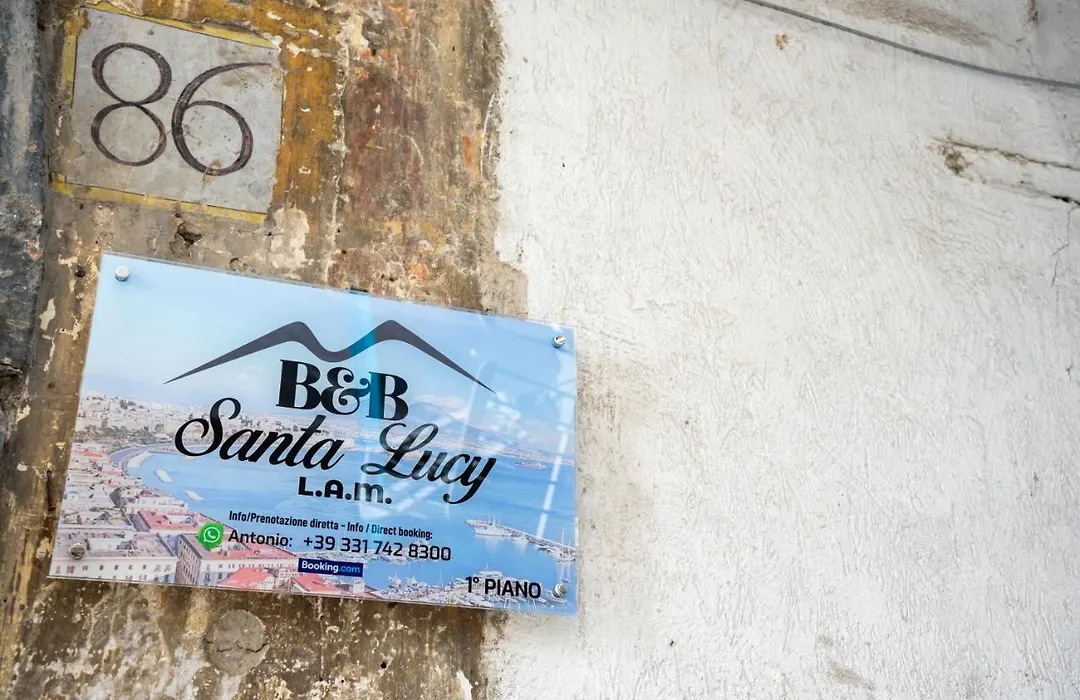 86
B&B
Santa Lucy
L.A.m.
Info/Prenotazione diretta - Info / Direct booking:
Antonio: +39 331 742 8300
Booking.com
1° PIANO